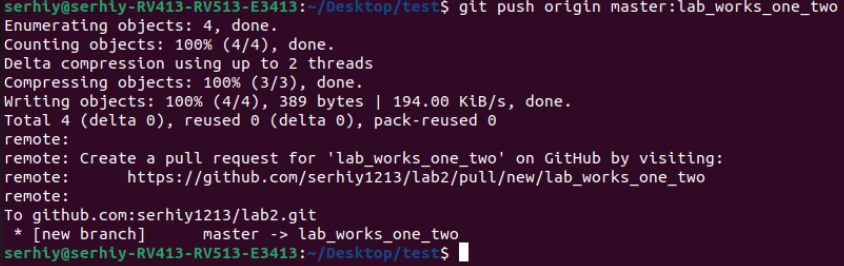 serhiy@serhiy-RV413-RV513-E3413:~/Desktop/test$ git push origin master:lab_works_one_two
Enumerating objects: 4, done.
Counting objects: 100% (4/4), done.
Delta compression using up to 2 threads
Compressing objects: 100% (3/3), done.
Writing objects: 100% (4/4), 389 bytes | 194.00 KiB/s, done.
Total 4 (delta 0), reused 0 (delta 0), pack-reused 0
remote:
remote: Create a pull request for 'lab_works_one_two' on GitHub by visiting:
remote:      https://github.com/serhiy1213/lab2/pull/new/lab_works_one_two
remote:
To github.com:serhiy1213/lab2.git
 * [new branch]      master -> lab_works_one_two
serhiy@serhiy-RV413-RV513-E3413:~/Desktop/test$